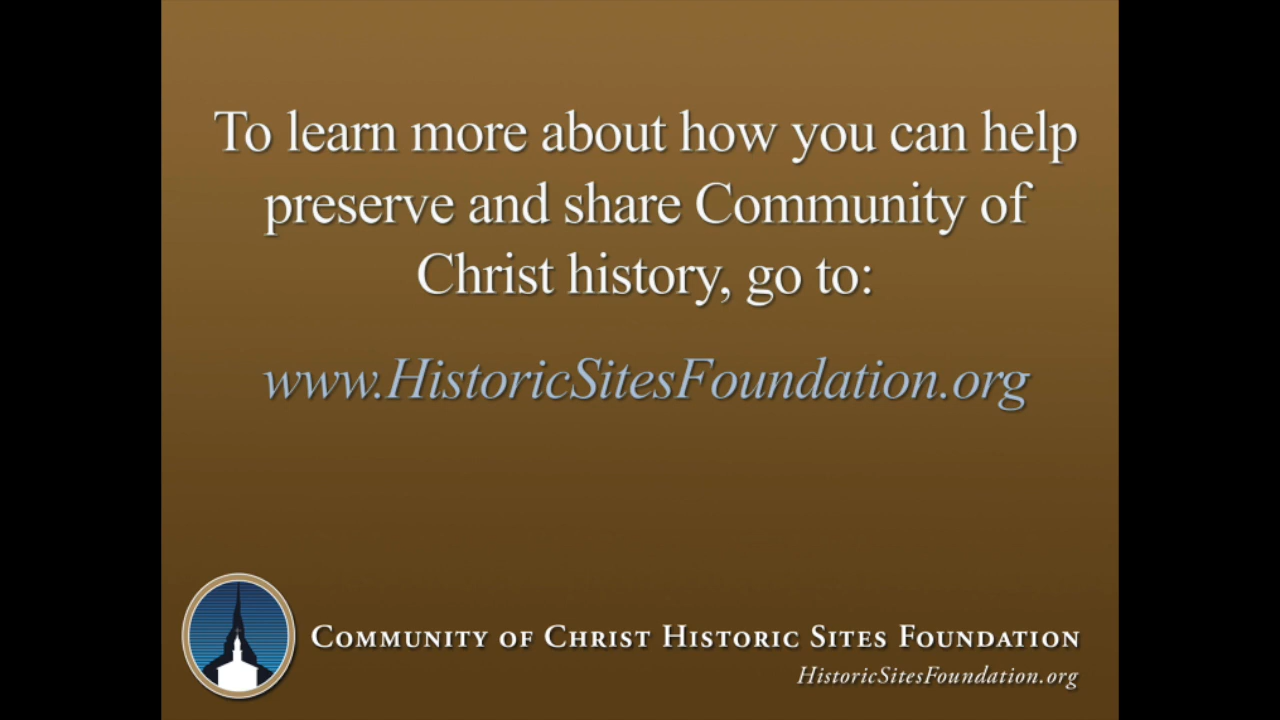 To learn more about how you can help
preserve and share Community of
Christ history, go to:
www.HistoricSitesFoundation.org
Community of Christ Historic Sites Foundation
HistoricSitesFoundation.org